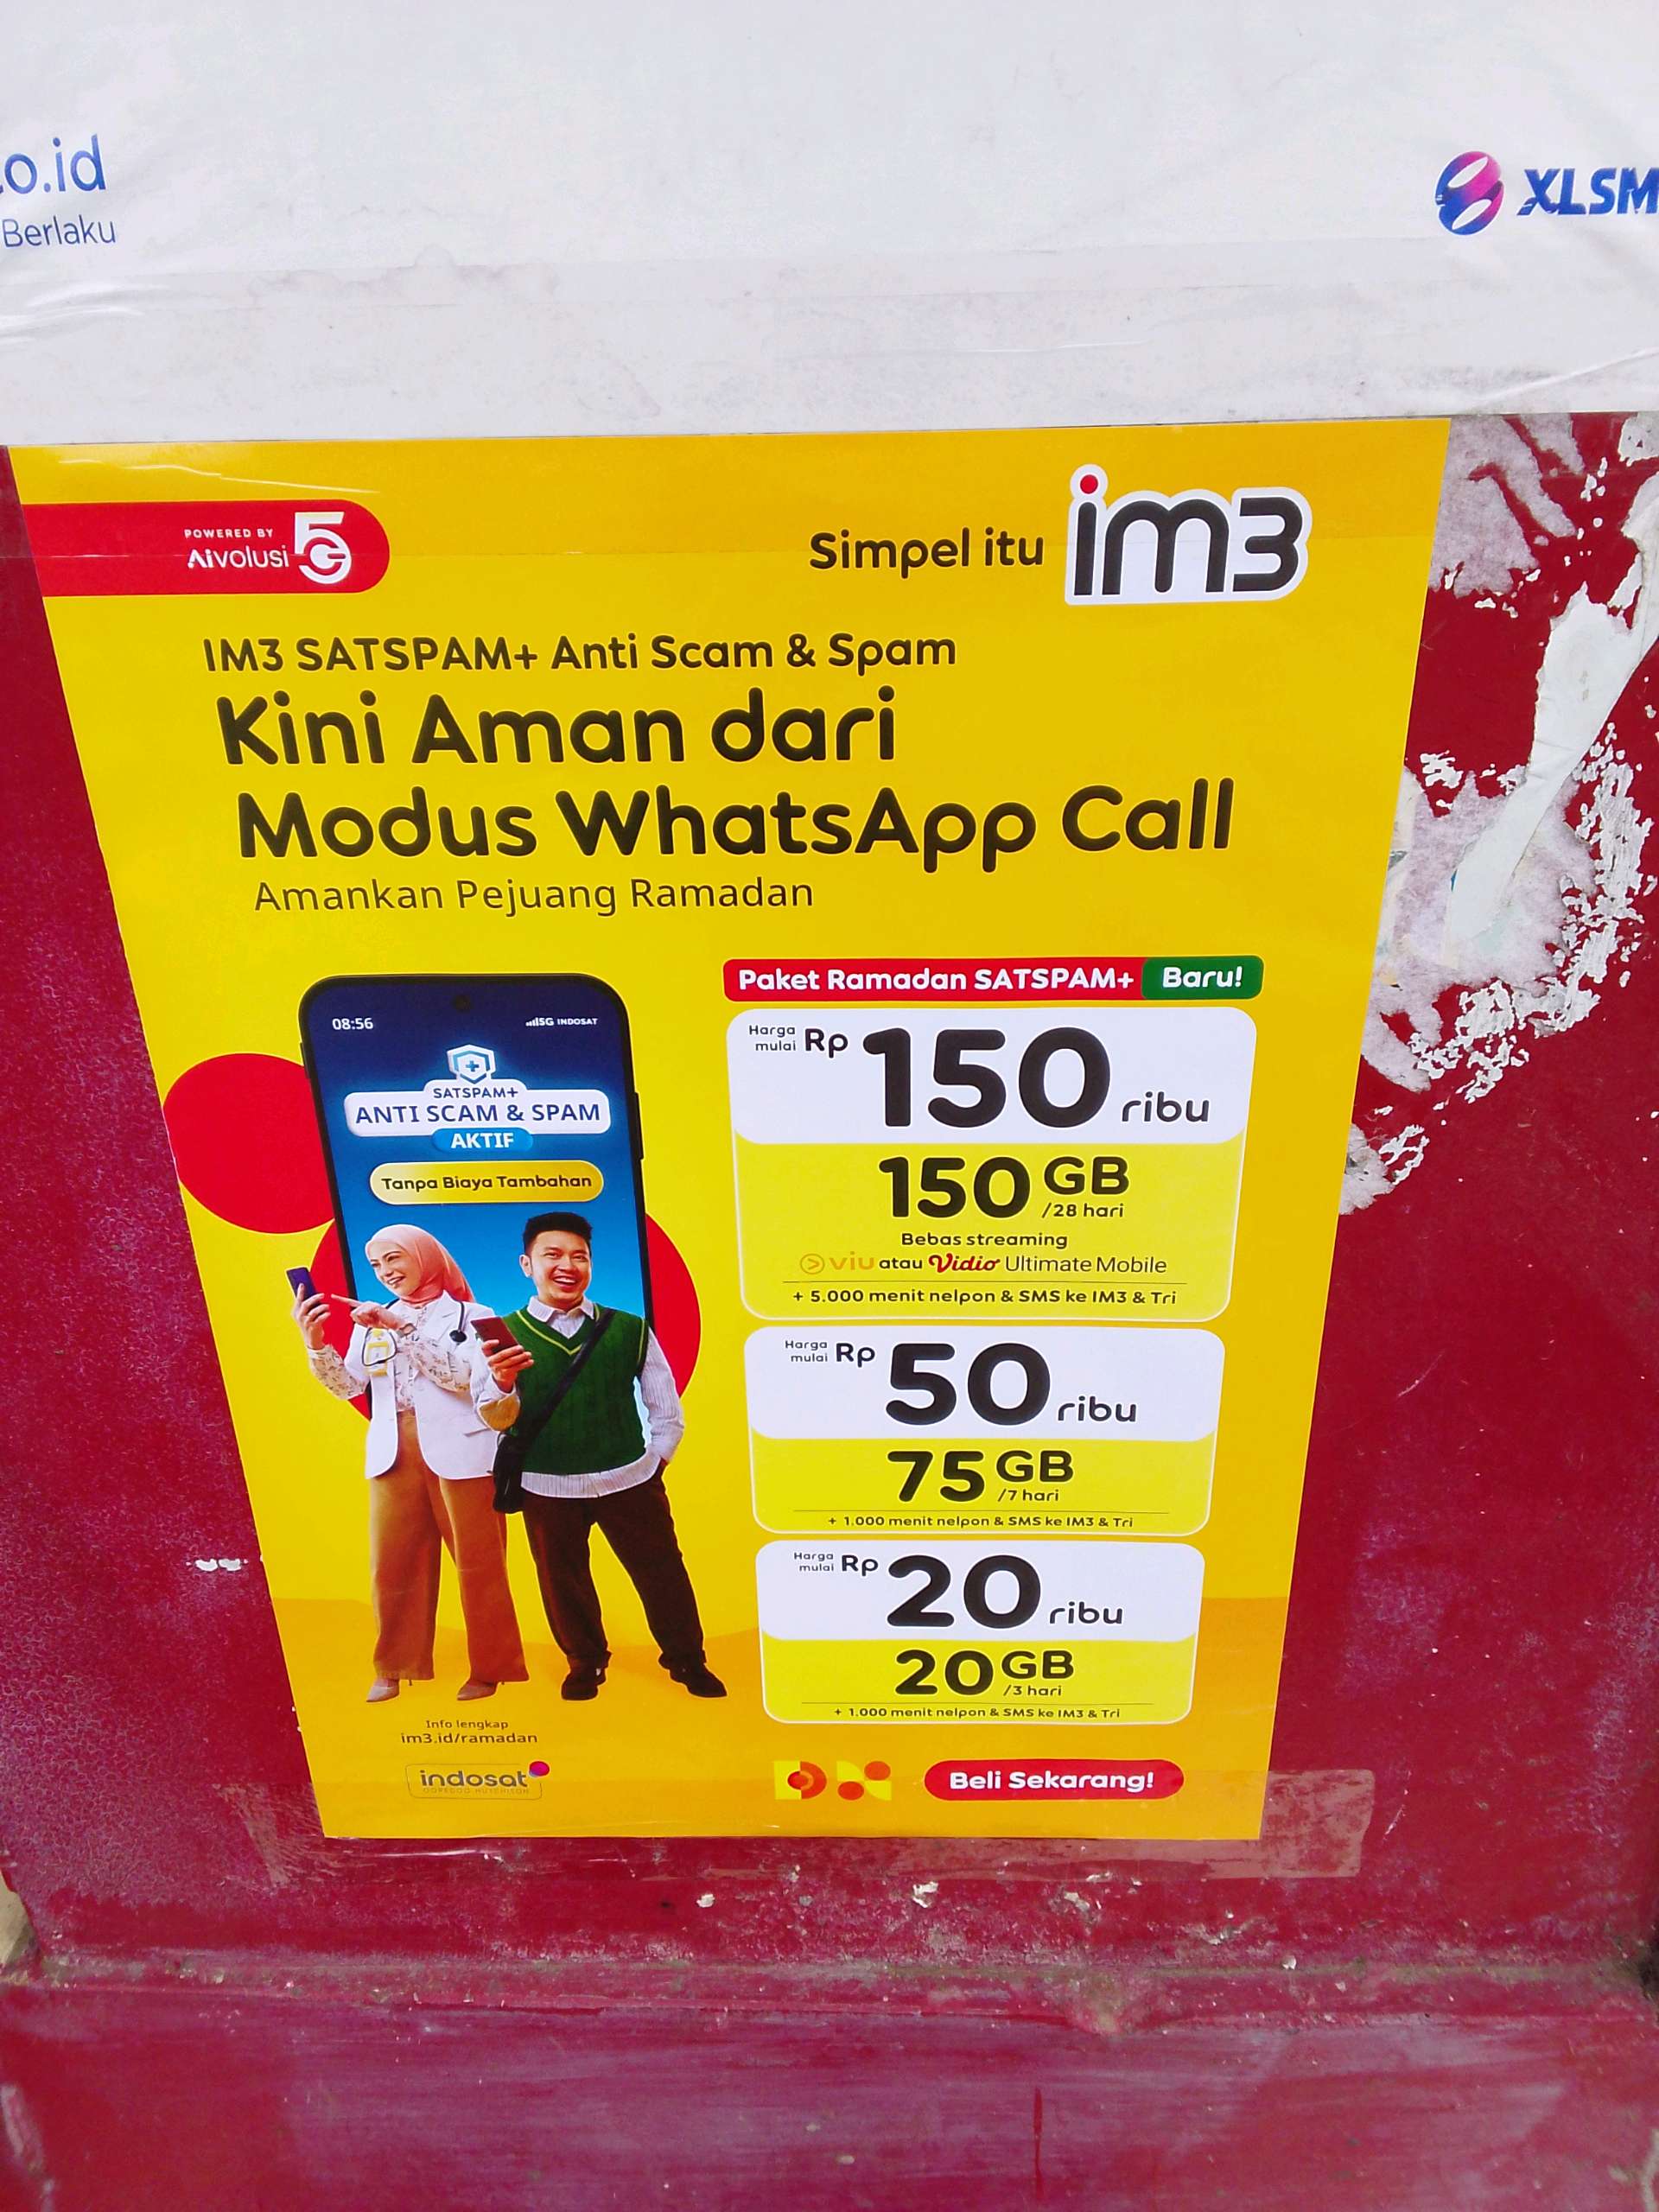 o.id
Berlaku
XLSM
POWERED BY
AIvolusi 5G
Simpel itu im3
IM3 SATSPAM+ Anti Scam & Spam
Kini Aman dari
Modus WhatsApp Call
Amankan Pejuang Ramadan
08:56
5G INDOSAT
SATSPAM+
ANTI SCAM & SPAM
AKTIF
Tanpa Biaya Tambahan
Paket Ramadan SATSPAM+ Baru!
Harga mulai Rp 150 ribu
150 GB /28 hari
Bebas streaming
viu atau Vidio Ultimate Mobile
+ 5.000 menit nelpon & SMS ke IM3 & Tri
Harga mulai Rp 50 ribu
75 GB /7 hari
+ 1.000 menit nelpon & SMS ke IM3 & Tri
Harga mulai Rp 20 ribu
20 GB /3 hari
+ 1.000 menit nelpon & SMS ke IM3 & Tri
Info lengkap
im3.id/ramadan
indosat
OOREDOO HUTCHISON
Beli Sekarang!